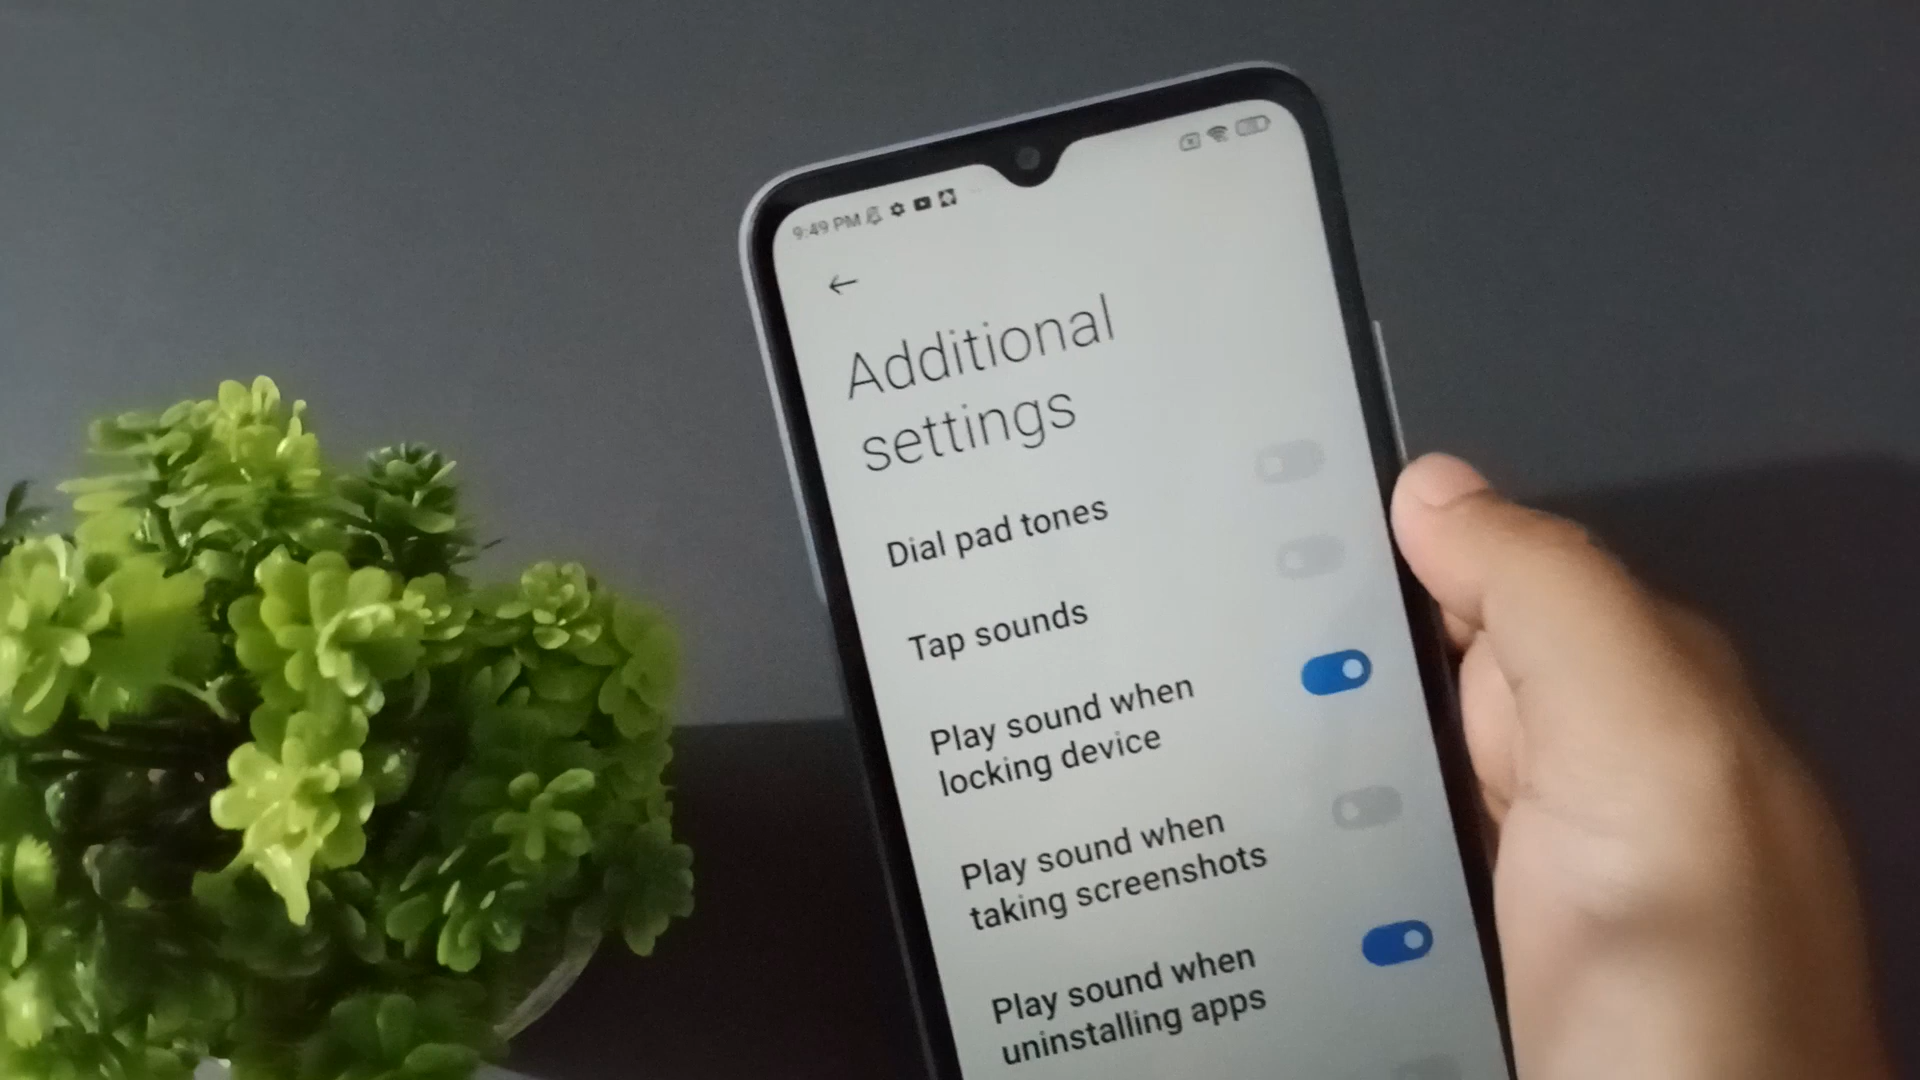 9:49 PM
Additional
settings
Dial pad tones
Tap sounds
Play sound when
locking device
Play sound when
taking screenshots
Play sound when
uninstalling apps